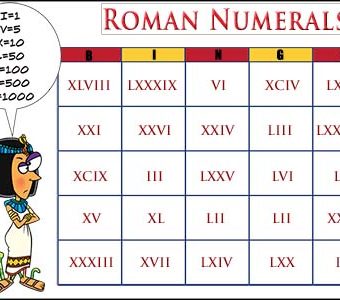 ROMAN NUMERALS
I=1
V=5
X=10
L=50
=100
=500
=1000
B I N G
XLVIII LXXXIX VI XCIV
XXI XXVI XXIV LIII
XCIX III LXXV LVI
XV XL LII LII
XXXIII XVII LXIV LXX